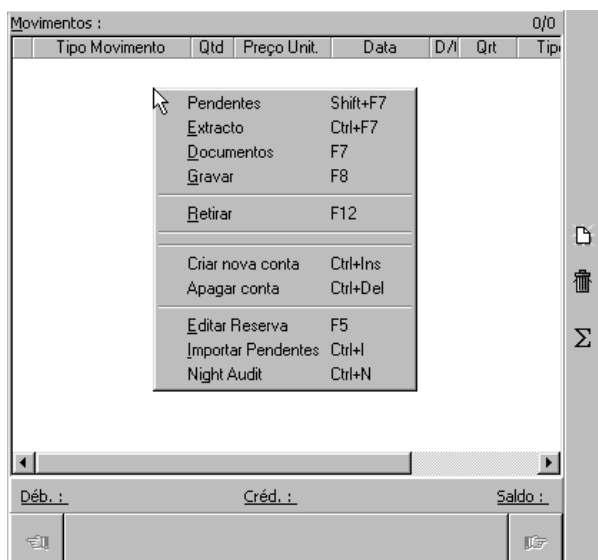 Movimentos : 0/0
Tipo Movimento Qtd Preço Unit. Data D/I Qrt Tipo
Pendentes Shift+F7
Extracto Ctrl+F7
Documentos F7
Gravar F8
Retirar F12
Criar nova conta Ctrl+Ins
Apagar conta Ctrl+Del
Editar Reserva F5
Importar Pendentes Ctrl+I
Night Audit Ctrl+N
Σ
Déb. : Créd. : Saldo :